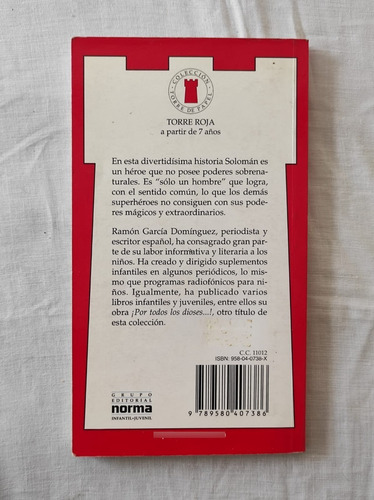 COLECCIÓN
TORRE DE PAPEL
TORRE ROJA
a partir de 7 años
En esta divertidísima historia Solomán es
un héroe que no posee poderes sobrena-
turales. Es “sólo un hombre” que logra,
con el sentido común, lo que los demás
superhéroes no consiguen con sus pode-
res mágicos y extraordinarios.
Ramón García Domínguez, periodista y
escritor español, ha consagrado gran par-
te de su labor informativa y literaria a los
niños. Ha creado y dirigido suplementos
infantiles en algunos periódicos, lo mis-
mo que programas radiofónicos para ni-
ños. Igualmente, ha publicado varios
libros infantiles y juveniles, entre ellos su
obra ¡Por todos los dioses...!, otro título de
esta colección.
C.C. 11012
ISBN: 958-04-0738-X
GRUPO
EDITORIAL
norma
INFANTIL-JUVENIL
9 789580 407386